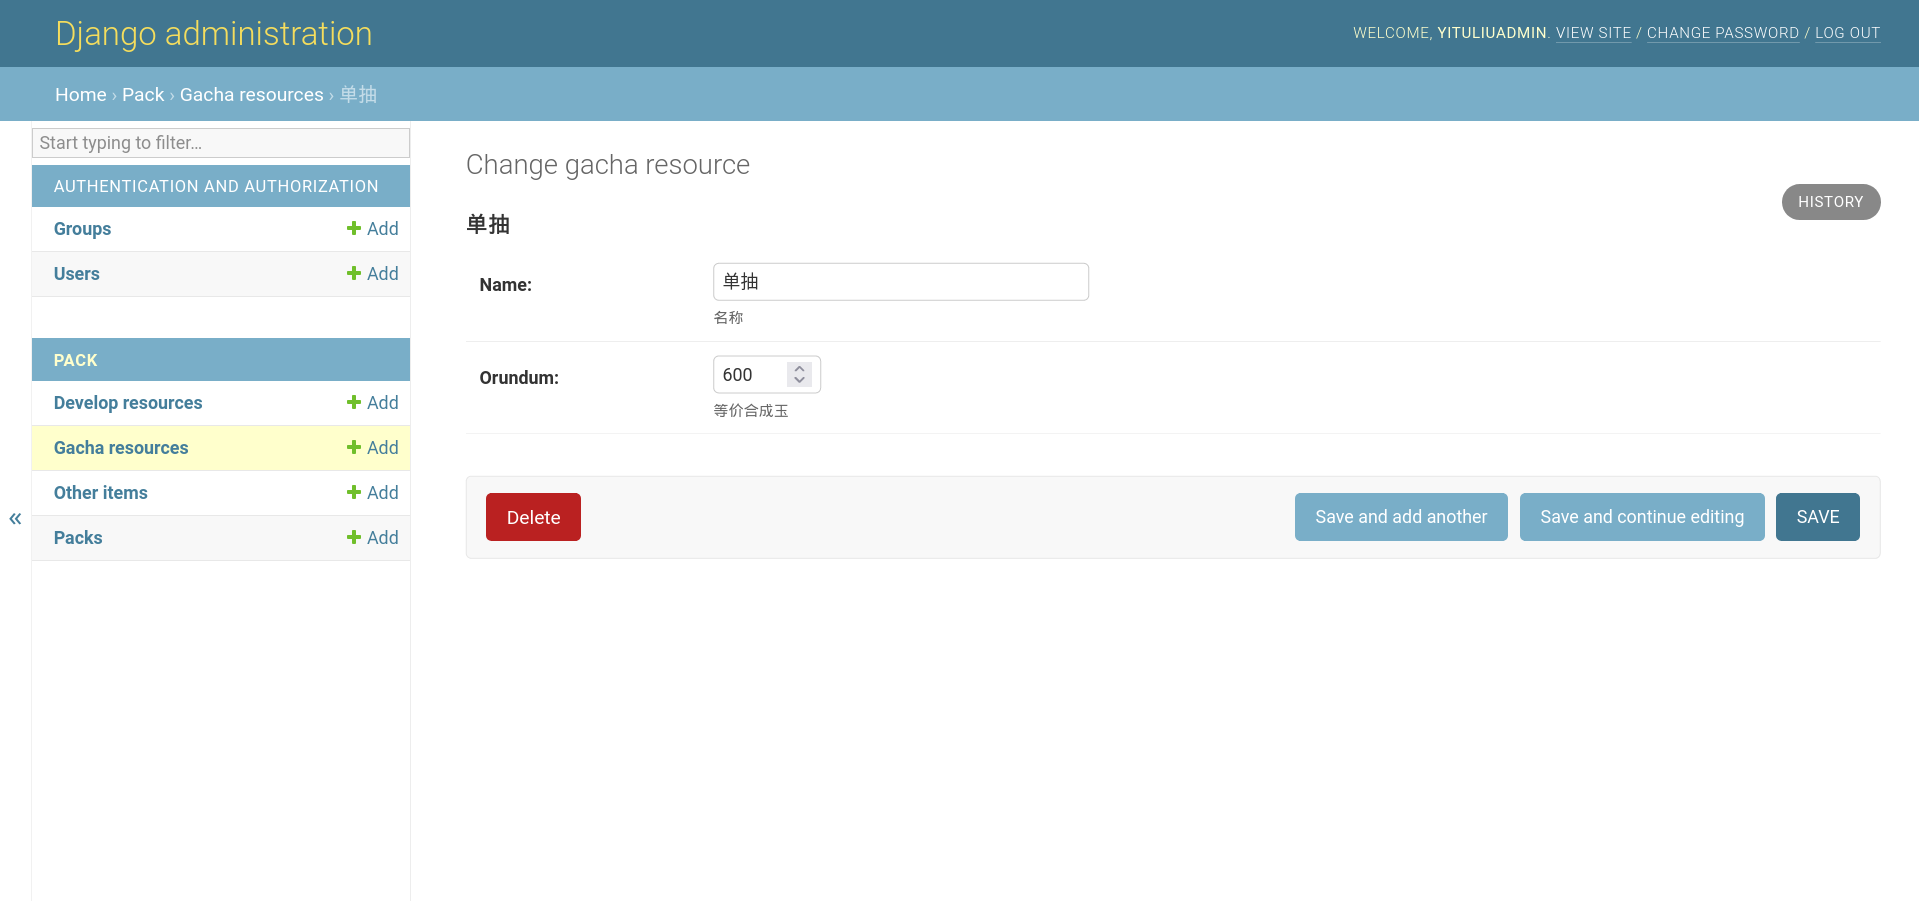 Django administration
WELCOME, YITULIUADMIN. VIEW SITE / CHANGE PASSWORD / LOG OUT
Home › Pack › Gacha resources › 单抽
Start typing to filter...
AUTHENTICATION AND AUTHORIZATION
Groups Add
Users Add
PACK
Develop resources Add
Gacha resources Add
Other items Add
Packs Add
«
Change gacha resource
HISTORY
单抽
Name: 单抽
名称
Orundum: 600
等价合成玉
Delete Save and add another Save and continue editing SAVE